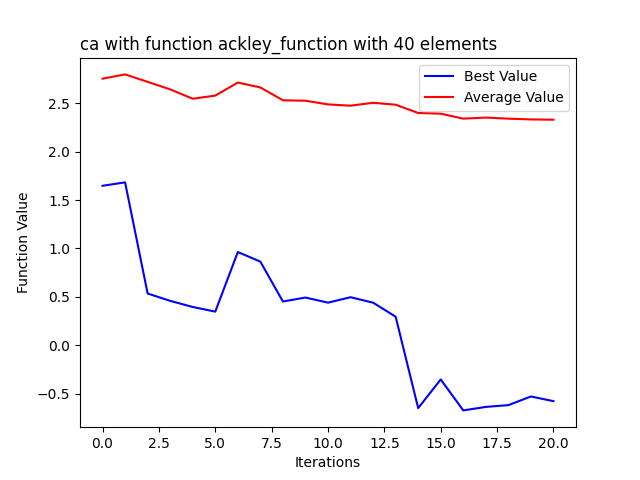 ca with function ackley_function with 40 elements
Best Value
Average Value
Function Value
2.5
2.0
1.5
1.0
0.5
0.0
−0.5
0.0 2.5 5.0 7.5 10.0 12.5 15.0 17.5 20.0
Iterations